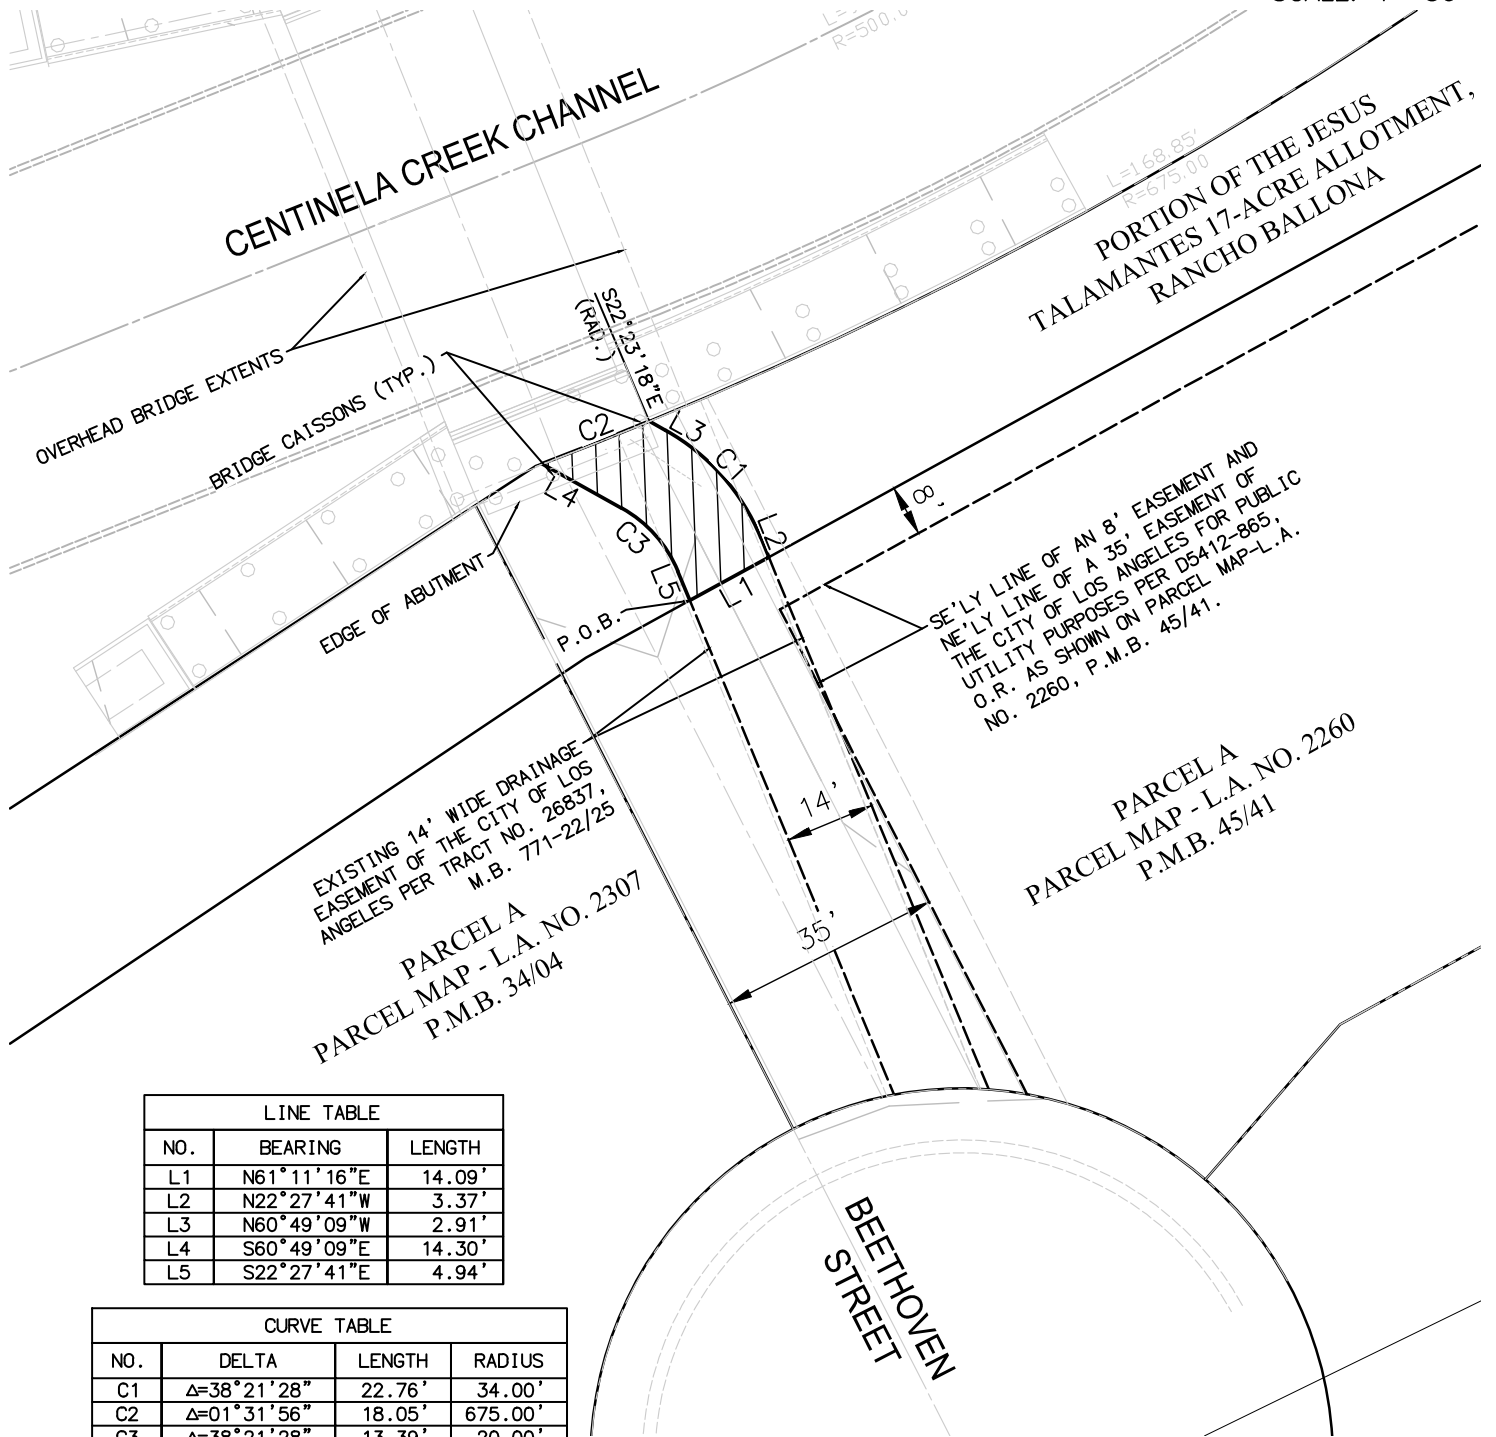 CENTINELA CREEK CHANNEL
R=500.0
L=168.85'
R=675.00
PORTION OF THE JESUS
TALAMANTES 17-ACRE ALLOTMENT,
RANCHO BALLONA
OVERHEAD BRIDGE EXTENTS
BRIDGE CAISSONS (TYP.)
S22°23'18"E
(RAD.)
C2
L3
C1
L4
C3
L2
L5
L1
8'
EDGE OF ABUTMENT
P.O.B.
SE'LY LINE OF AN 8' EASEMENT AND
NE'LY LINE OF A 35' EASEMENT OF
THE CITY OF LOS ANGELES FOR PUBLIC
UTILITY PURPOSES PER D5412-865,
O.R. AS SHOWN ON PARCEL MAP-L.A.
NO. 2260, P.M.B. 45/41.
EXISTING 14' WIDE DRAINAGE
EASEMENT OF THE CITY OF LOS
ANGELES PER TRACT NO. 26837,
M.B. 771-22/25
14'
35'
PARCEL A
PARCEL MAP - L.A. NO. 2260
P.M.B. 45/41
PARCEL A
PARCEL MAP - L.A. NO. 2307
P.M.B. 34/04
LINE TABLE
NO. BEARING LENGTH
L1 N61°11'16"E 14.09'
L2 N22°27'41"W 3.37'
L3 N60°49'09"W 2.91'
L4 S60°49'09"E 14.30'
L5 S22°27'41"E 4.94'
CURVE TABLE
NO. DELTA LENGTH RADIUS
C1 Δ=38°21'28" 22.76' 34.00'
C2 Δ=01°31'56" 18.05' 675.00'
C3 Δ=38°21'28" 13.39' 20.00'
BEETHOVEN
STREET